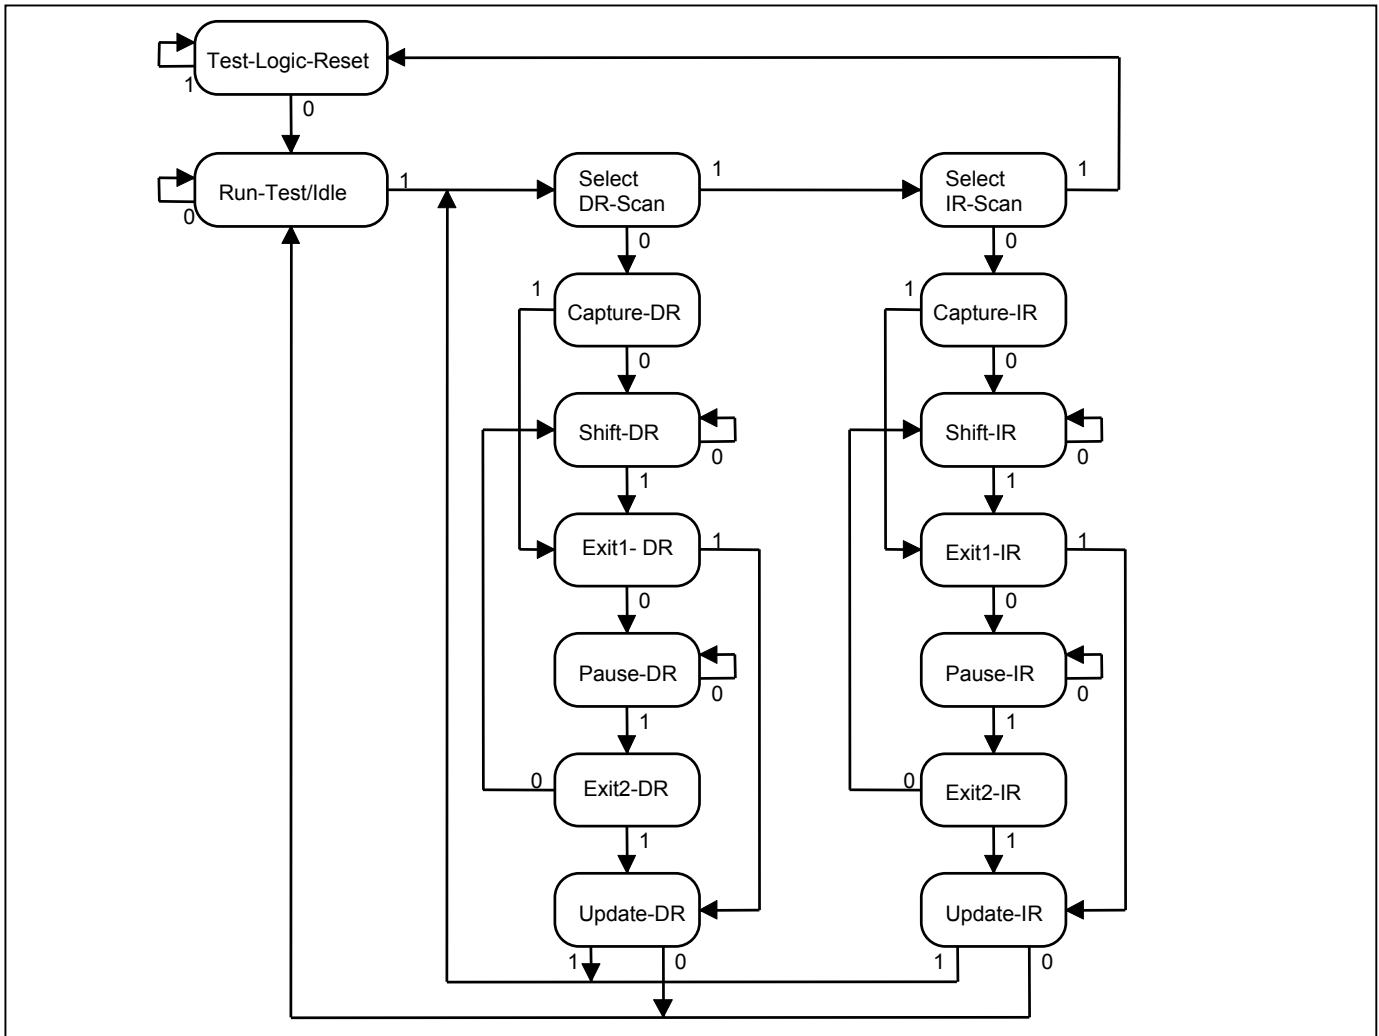 Test-Logic-Reset
1
0
Run-Test/Idle
1
0
Select
DR-Scan
1
0
Select
IR-Scan
1
0
1
Capture-DR
0
1
Capture-IR
0
Shift-DR
0
1
Shift-IR
0
1
Exit1- DR
1
0
Exit1-IR
1
0
Pause-DR
0
1
Pause-IR
0
1
0
Exit2-DR
1
0
Exit2-IR
1
Update-DR
1
0
Update-IR
1
0